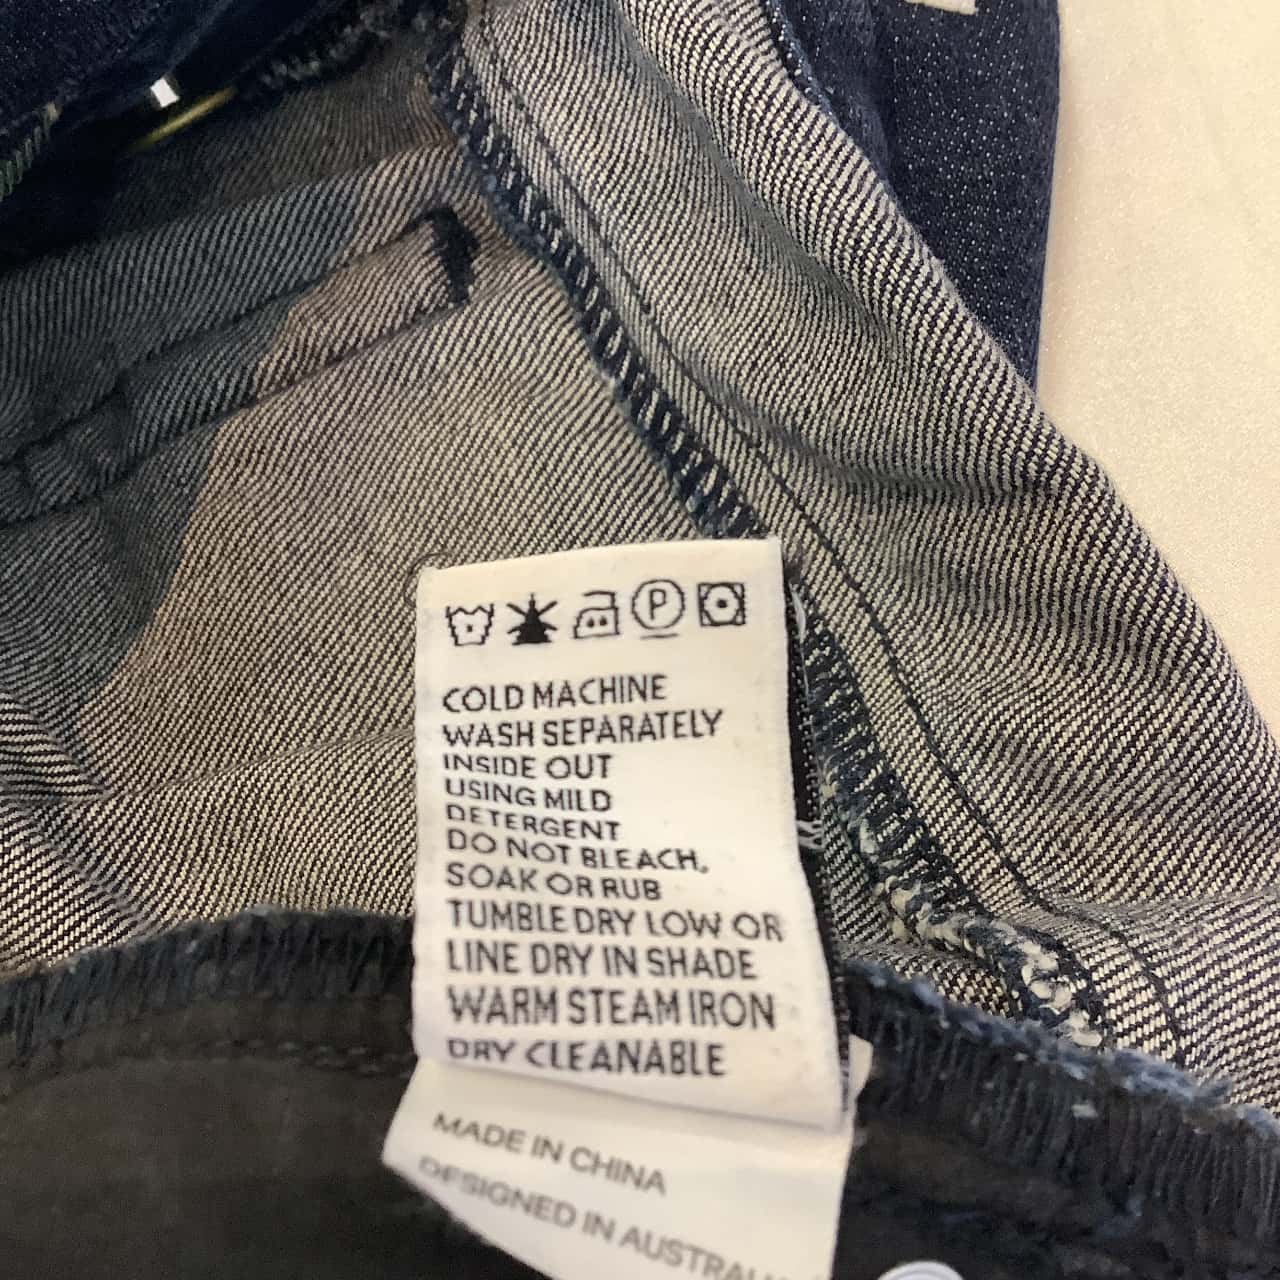 P
COLD MACHINE
WASH SEPARATELY
INSIDE OUT
USING MILD
DETERGENT
DO NOT BLEACH,
SOAK OR RUB
TUMBLE DRY LOW OR
LINE DRY IN SHADE
WARM STEAM IRON
DRY CLEANABLE
MADE IN CHINA
DESIGNED IN AUSTRAL